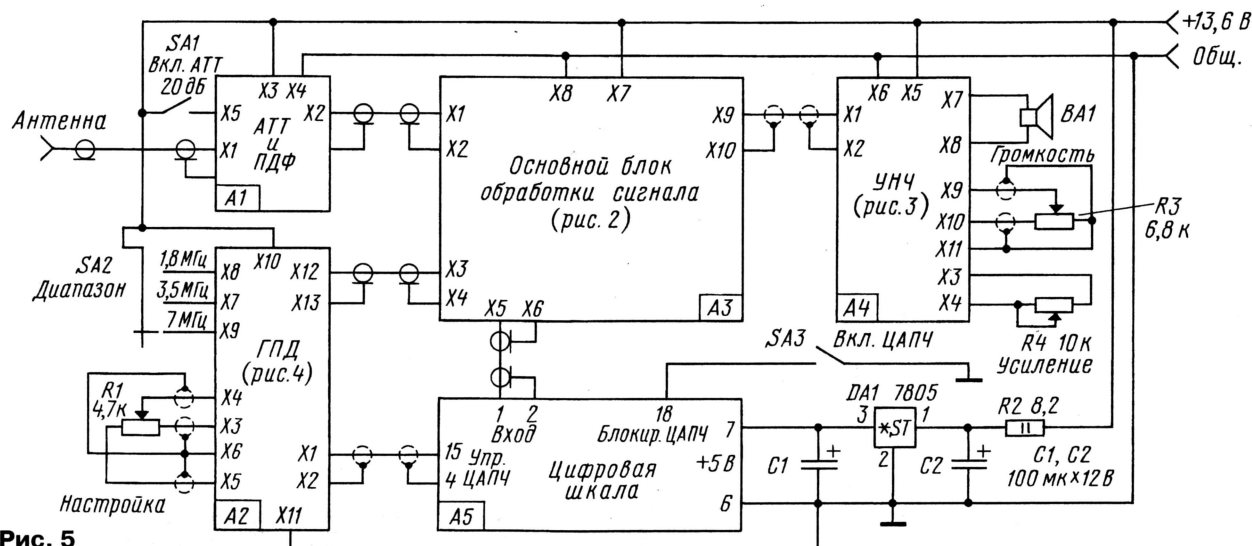 +13,6 В
Общ.
SA1
Вкл. АТТ
20 дБ
Антенна
X3 X4
X5
X2
X1
АТТ
и
ПДФ
A1
X8 X7
X1
X2
X9
X10
Основной блок
обработки сигнала
(рис. 2)
X3
X4
X5 X6
A3
X6 X5
X1
X2
X7
X8
УНЧ
(рис.3)
X9
X10
X11
X3
X4
A4
BA1
Громкость
R3
6,8 к
R4 10к
Усиление
SA2
Диапазон
1,8 МГц
3,5 МГц
7 МГц
X10
X8
X7
X9
X12
X13
ГПД
(рис.4)
R1
4,7к
X4
X3
X6
X5
X1
X2
Настройка
A2
X11
SA3 Вкл. ЦАПЧ
1 2
Вход
18
Блокир. ЦАПЧ
15 Упр.
4 ЦАПЧ
Цифровая
шкала
7
+5 В
6
A5
DA1 7805
3 1
*ST
2
R2 8,2
C1
C2
+
+
C1, C2
100 мк×12 В
Рис. 5